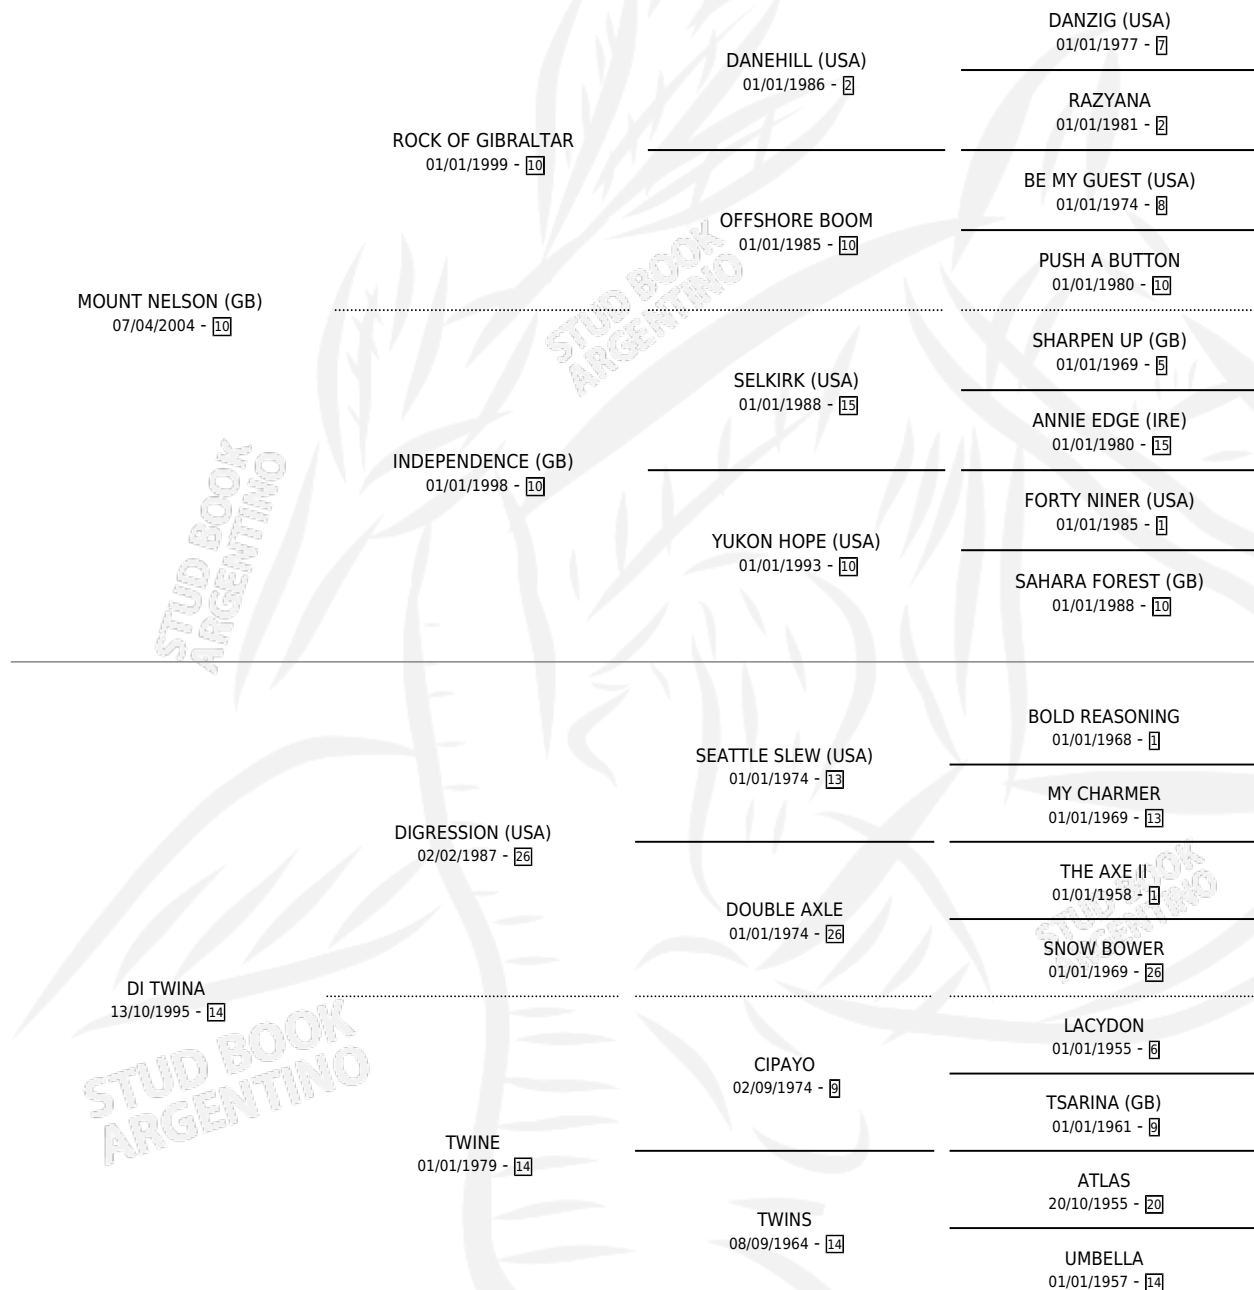 DANZIG (USA)
01/01/1977 - 7
DANEHILL (USA)
01/01/1986 - 2
RAZYANA
01/01/1981 - 2
ROCK OF GIBRALTAR
01/01/1999 - 10
BE MY GUEST (USA)
01/01/1974 - 8
OFFSHORE BOOM
01/01/1985 - 10
PUSH A BUTTON
01/01/1980 - 10
MOUNT NELSON (GB)
07/04/2004 - 10
STUD BOOK
ARGENTINO
SHARPEN UP (GB)
01/01/1969 - 5
SELKIRK (USA)
01/01/1988 - 15
ANNIE EDGE (IRE)
01/01/1980 - 15
INDEPENDENCE (GB)
01/01/1998 - 10
FORTY NINER (USA)
01/01/1985 - 1
YUKON HOPE (USA)
01/01/1993 - 10
SAHARA FOREST (GB)
01/01/1988 - 10
STUD BOOK
ARGENTINO
BOLD REASONING
01/01/1968 - 1
SEATTLE SLEW (USA)
01/01/1974 - 13
MY CHARMER
01/01/1969 - 13
DIGRESSION (USA)
02/02/1987 - 26
THE AXE II
01/01/1958 - 1
DOUBLE AXLE
01/01/1974 - 26
STUD BOOK
ARGENTINO
SNOW BOWER
01/01/1969 - 26
DI TWINA
13/10/1995 - 14
LACYDON
01/01/1955 - 6
CIPAYO
02/09/1974 - 9
TSARINA (GB)
01/01/1961 - 9
STUD BOOK
ARGENTINO
TWINE
01/01/1979 - 14
ATLAS
20/10/1955 - 20
TWINS
08/09/1964 - 14
UMBELLA
01/01/1957 - 14